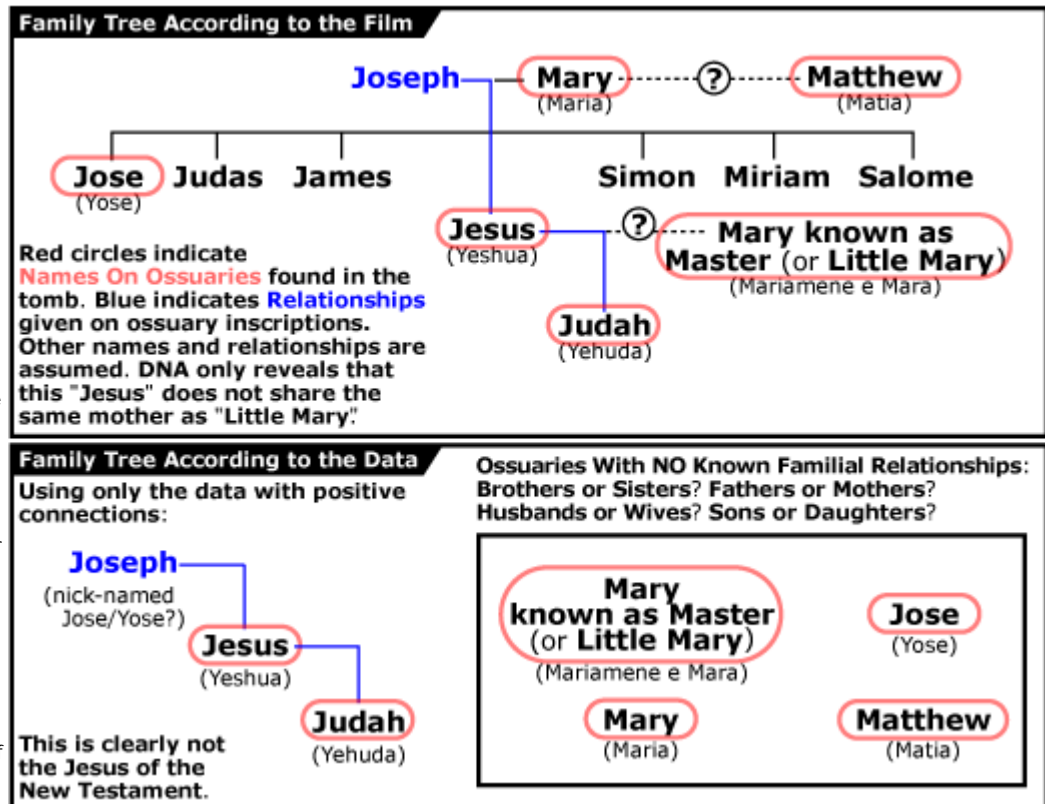 Family Tree According to the Film
Joseph Mary ? Matthew
(Maria) (Matia)
Jose Judas James Simon Miriam Salome
(Yose)
Jesus ? Mary known as
(Yeshua) Master (or Little Mary)
(Mariamene e Mara)
Judah
(Yehuda)
Red circles indicate
Names On Ossuaries found in the
tomb. Blue indicates Relationships
given on ossuary inscriptions.
Other names and relationships are
assumed. DNA only reveals that
this "Jesus" does not share the
same mother as "Little Mary".
Family Tree According to the Data
Using only the data with positive
connections:
Joseph
(nick-named
Jose/Yose?)
Jesus
(Yeshua)
Judah
(Yehuda)
This is clearly not
the Jesus of the
New Testament.
Ossuaries With NO Known Familial Relationships:
Brothers or Sisters? Fathers or Mothers?
Husbands or Wives? Sons or Daughters?
Mary
known as Master
(or Little Mary)
(Mariamene e Mara)
Jose
(Yose)
Mary
(Maria)
Matthew
(Matia)